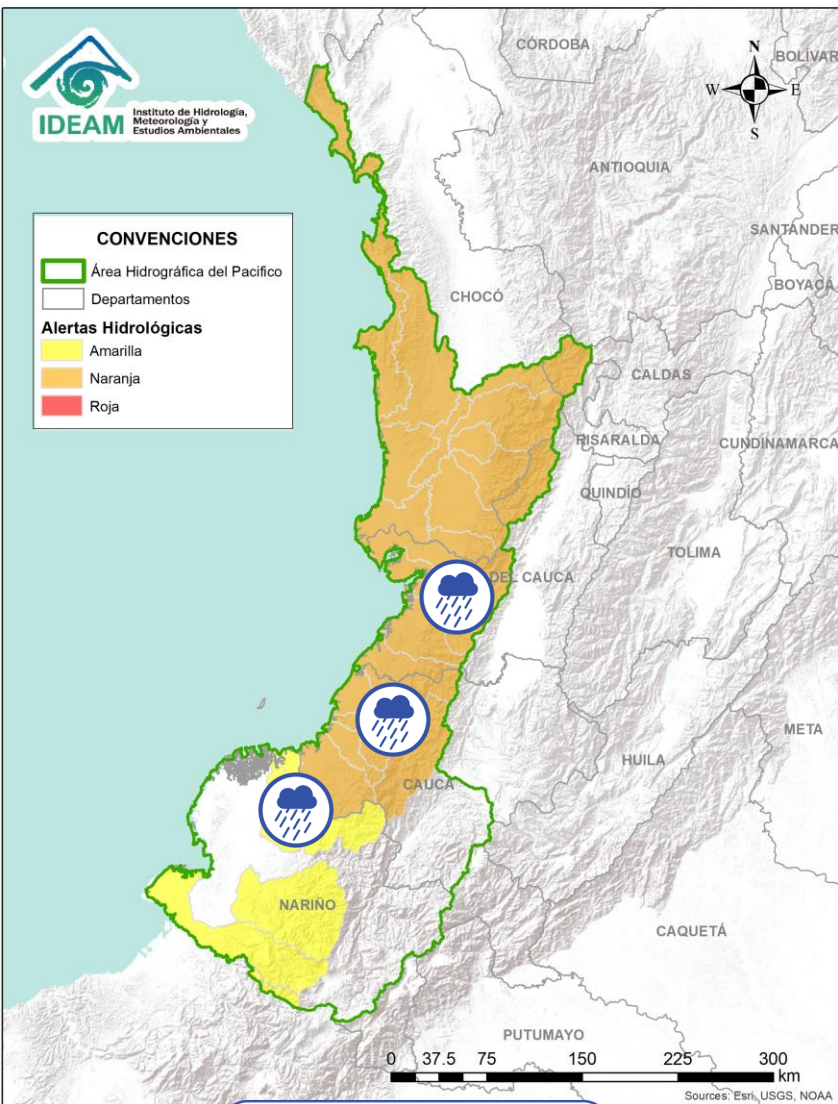 IDEAM
Instituto de Hidrología,
Meteorología y
Estudios Ambientales
N
W
E
S
CÓRDOBA
BOLÍVAR
ANTIOQUIA
SANTANDER
BOYACÁ
CONVENCIONES
Área Hidrográfica del Pacifico
Departamentos
Alertas Hidrológicas
Amarilla
Naranja
Roja
CHOCÓ
CALDAS
RISARALDA
CUNDINAMARCA
QUINDÍO
TOLIMA
DEL CAUCA
META
HUILA
CAUCA
NARIÑO
CAQUETÁ
PUTUMAYO
0 37.5 75 150 225 300
km
Sources: Esri, USGS, NOAA